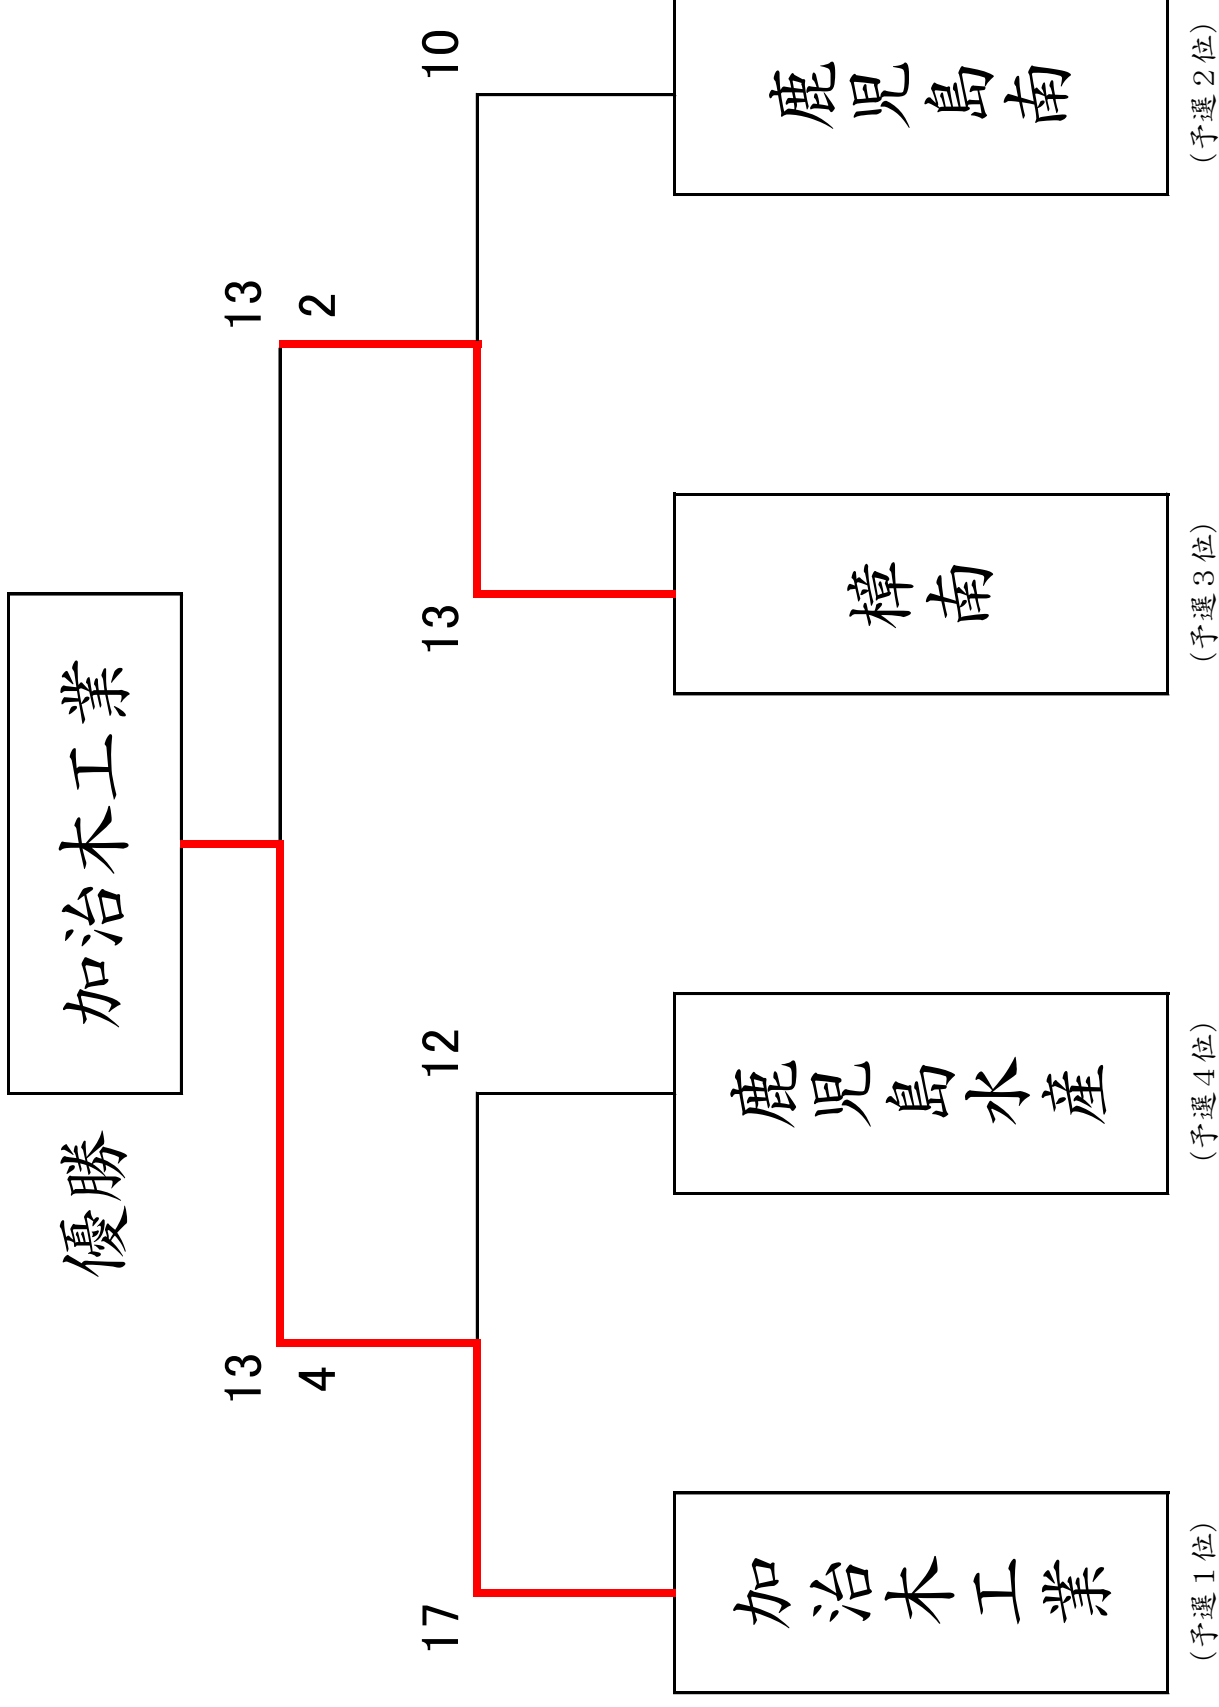 優勝
加治木工業
13
13
4
2
17
12
13
10
加治木工業
鹿児島水産
樟南
鹿児島南
(予選1位)
(予選4位)
(予選3位)
(予選2位)